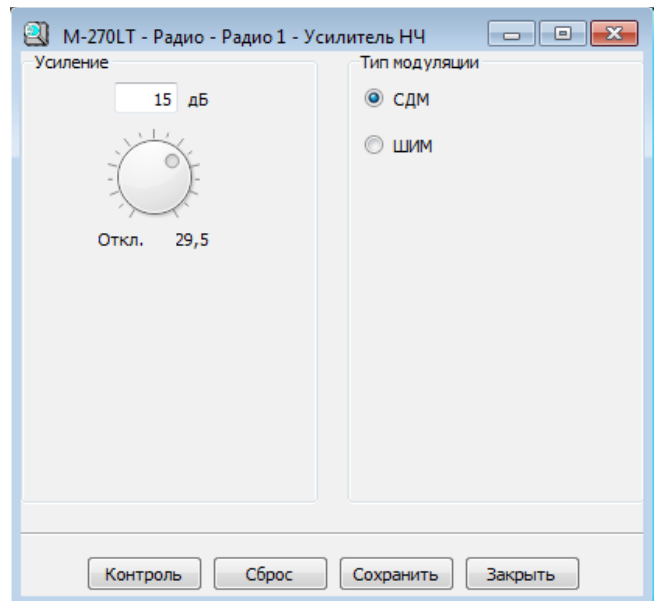 M-270LT - Радио - Радио 1 - Усилитель НЧ
Усиление
15 дБ
Откл. 29,5
Тип модуляции
СДМ
ШИМ
Контроль Сброс Сохранить Закрыть